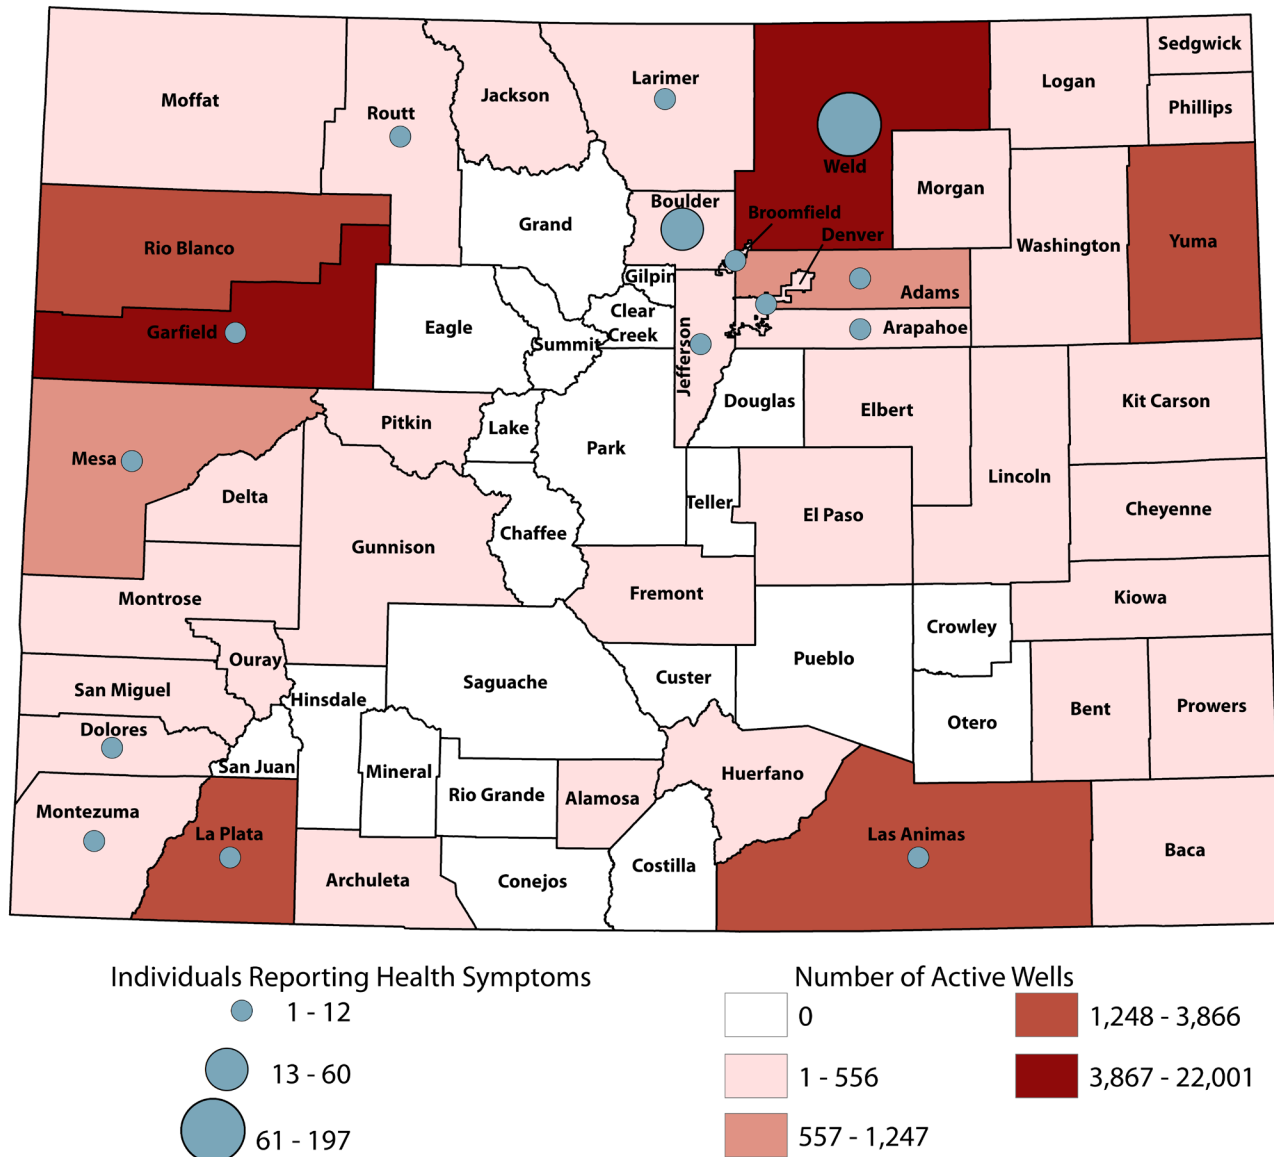 Sedgwick
Moffat
Jackson
Larimer
Logan
Phillips
Routt
Weld
Morgan
Boulder
Broomfield
Grand
Denver
Rio Blanco
Washington
Yuma
Gilpin
Adams
Clear
Creek
Garfield
Eagle
Summit
Arapahoe
Jefferson
Douglas
Elbert
Kit Carson
Pitkin
Lake
Park
Mesa
Lincoln
Delta
Teller
El Paso
Cheyenne
Chaffee
Gunnison
Montrose
Fremont
Kiowa
Crowley
Ouray
Pueblo
San Miguel
Hinsdale
Saguache
Custer
Bent
Prowers
Otero
Dolores
San Juan
Mineral
Huerfano
Rio Grande
Alamosa
Montezuma
La Plata
Las Animas
Baca
Archuleta
Conejos
Costilla
Individuals Reporting Health Symptoms
1 - 12
13 - 60
61 - 197
Number of Active Wells
0
1 - 556
557 - 1,247
1,248 - 3,866
3,867 - 22,001